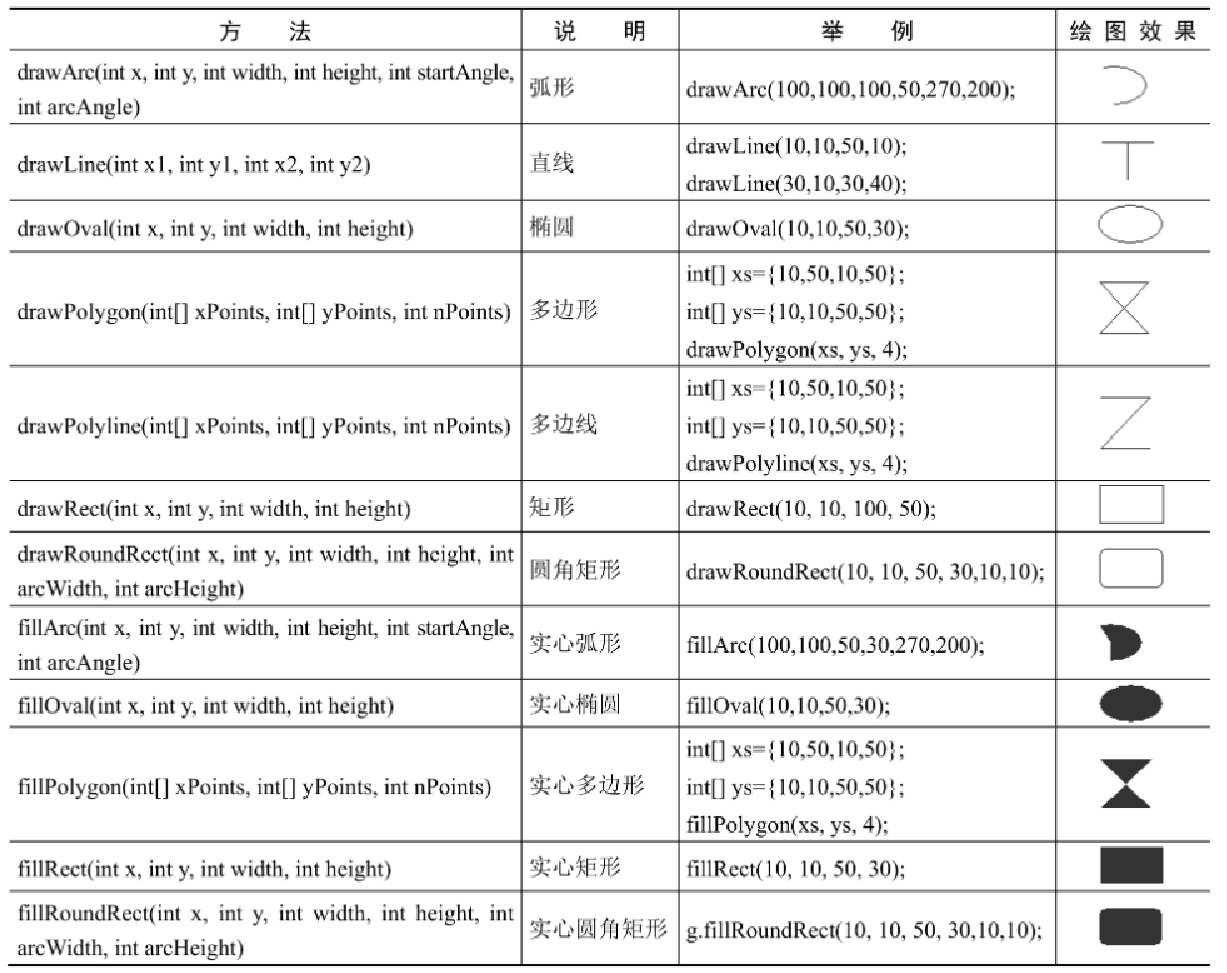 方 法 说 明 举 例 绘 图 效 果
drawArc(int x, int y, int width, int height, int startAngle,
int arcAngle)
弧形
drawArc(100,100,100,50,270,200);
drawLine(int x1, int y1, int x2, int y2)
直线
drawLine(10,10,50,10);
drawLine(30,10,30,40);
drawOval(int x, int y, int width, int height)
椭圆
drawOval(10,10,50,30);
drawPolygon(int[] xPoints, int[] yPoints, int nPoints)
多边形
int[] xs={10,50,10,50};
int[] ys={10,10,50,50};
drawPolygon(xs, ys, 4);
drawPolyline(int[] xPoints, int[] yPoints, int nPoints)
多边线
int[] xs={10,50,10,50};
int[] ys={10,10,50,50};
drawPolyline(xs, ys, 4);
drawRect(int x, int y, int width, int height)
矩形
drawRect(10, 10, 100, 50);
drawRoundRect(int x, int y, int width, int height, int
arcWidth, int arcHeight)
圆角矩形
drawRoundRect(10, 10, 50, 30,10,10);
fillArc(int x, int y, int width, int height, int startAngle,
int arcAngle)
实心弧形
fillArc(100,100,50,30,270,200);
fillOval(int x, int y, int width, int height)
实心椭圆
fillOval(10,10,50,30);
fillPolygon(int[] xPoints, int[] yPoints, int nPoints)
实心多边形
int[] xs={10,50,10,50};
int[] ys={10,10,50,50};
fillPolygon(xs, ys, 4);
fillRect(int x, int y, int width, int height)
实心矩形
fillRect(10, 10, 50, 30);
fillRoundRect(int x, int y, int width, int height, int
arcWidth, int arcHeight)
实心圆角矩形
g.fillRoundRect(10, 10, 50, 30,10,10);